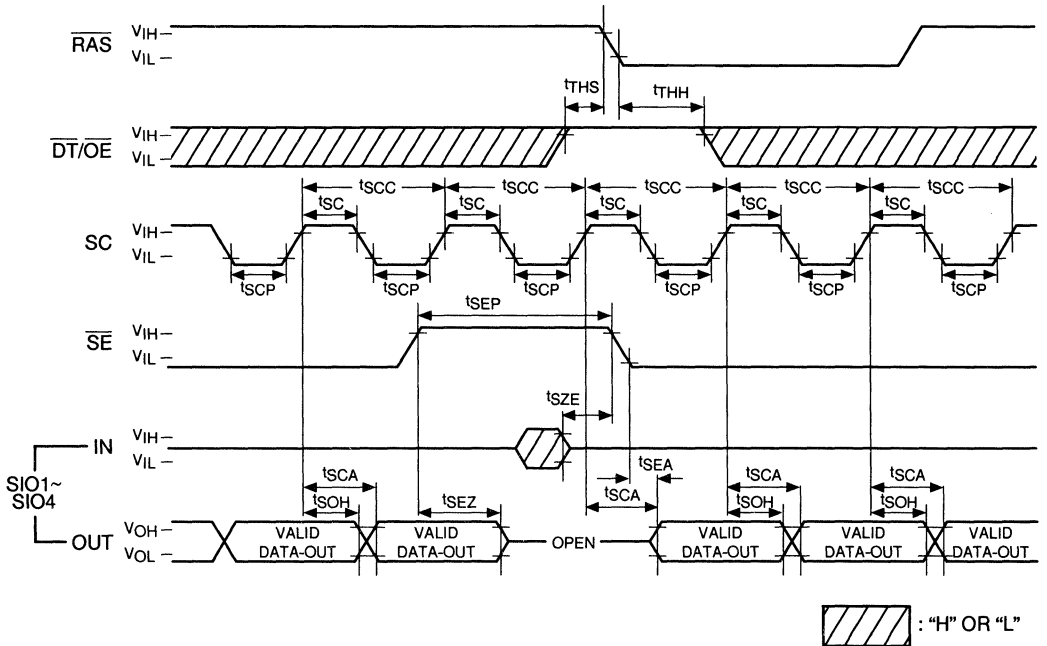 RAS VIH VIL
tTHS tTHH
DT/OE VIH VIL
tSCC tSCC tSCC tSCC tSCC
tSC tSC tSC tSC tSC
SC VIH VIL
tSCP tSCP tSCP tSCP tSCP tSCP
tSEP
SE VIH VIL
tSZE
IN VIH VIL
SIO1~
SIO4
tSCA tSEA tSCA tSCA
tSOH tSEZ tSCA tSOH tSOH
OUT VOH VOL
VALID DATA-OUT
VALID DATA-OUT
OPEN
VALID DATA-OUT
VALID DATA-OUT
VALID DATA-OUT
: "H" OR "L"